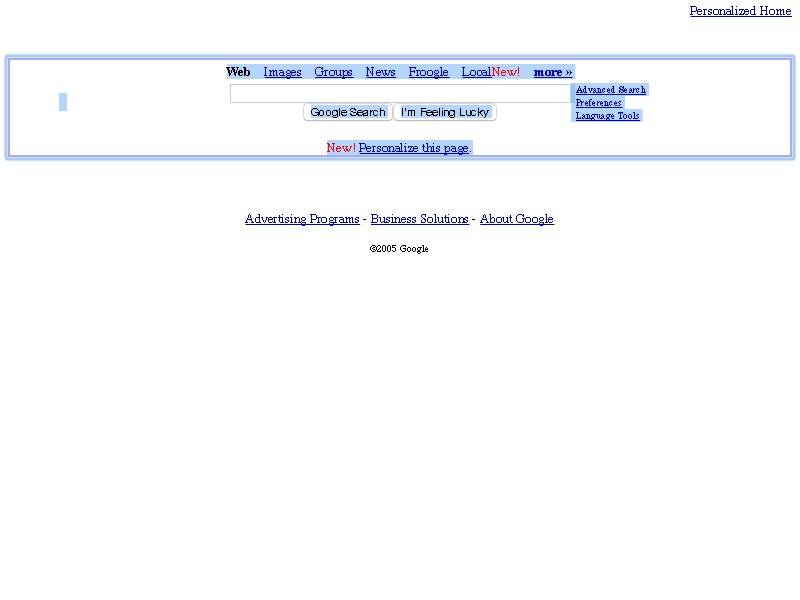 Personalized Home
Web Images Groups News Froogle LocalNew! more »
Advanced Search
Preferences
Language Tools
Google Search I'm Feeling Lucky
New! Personalize this page.
Advertising Programs - Business Solutions - About Google
©2005 Google